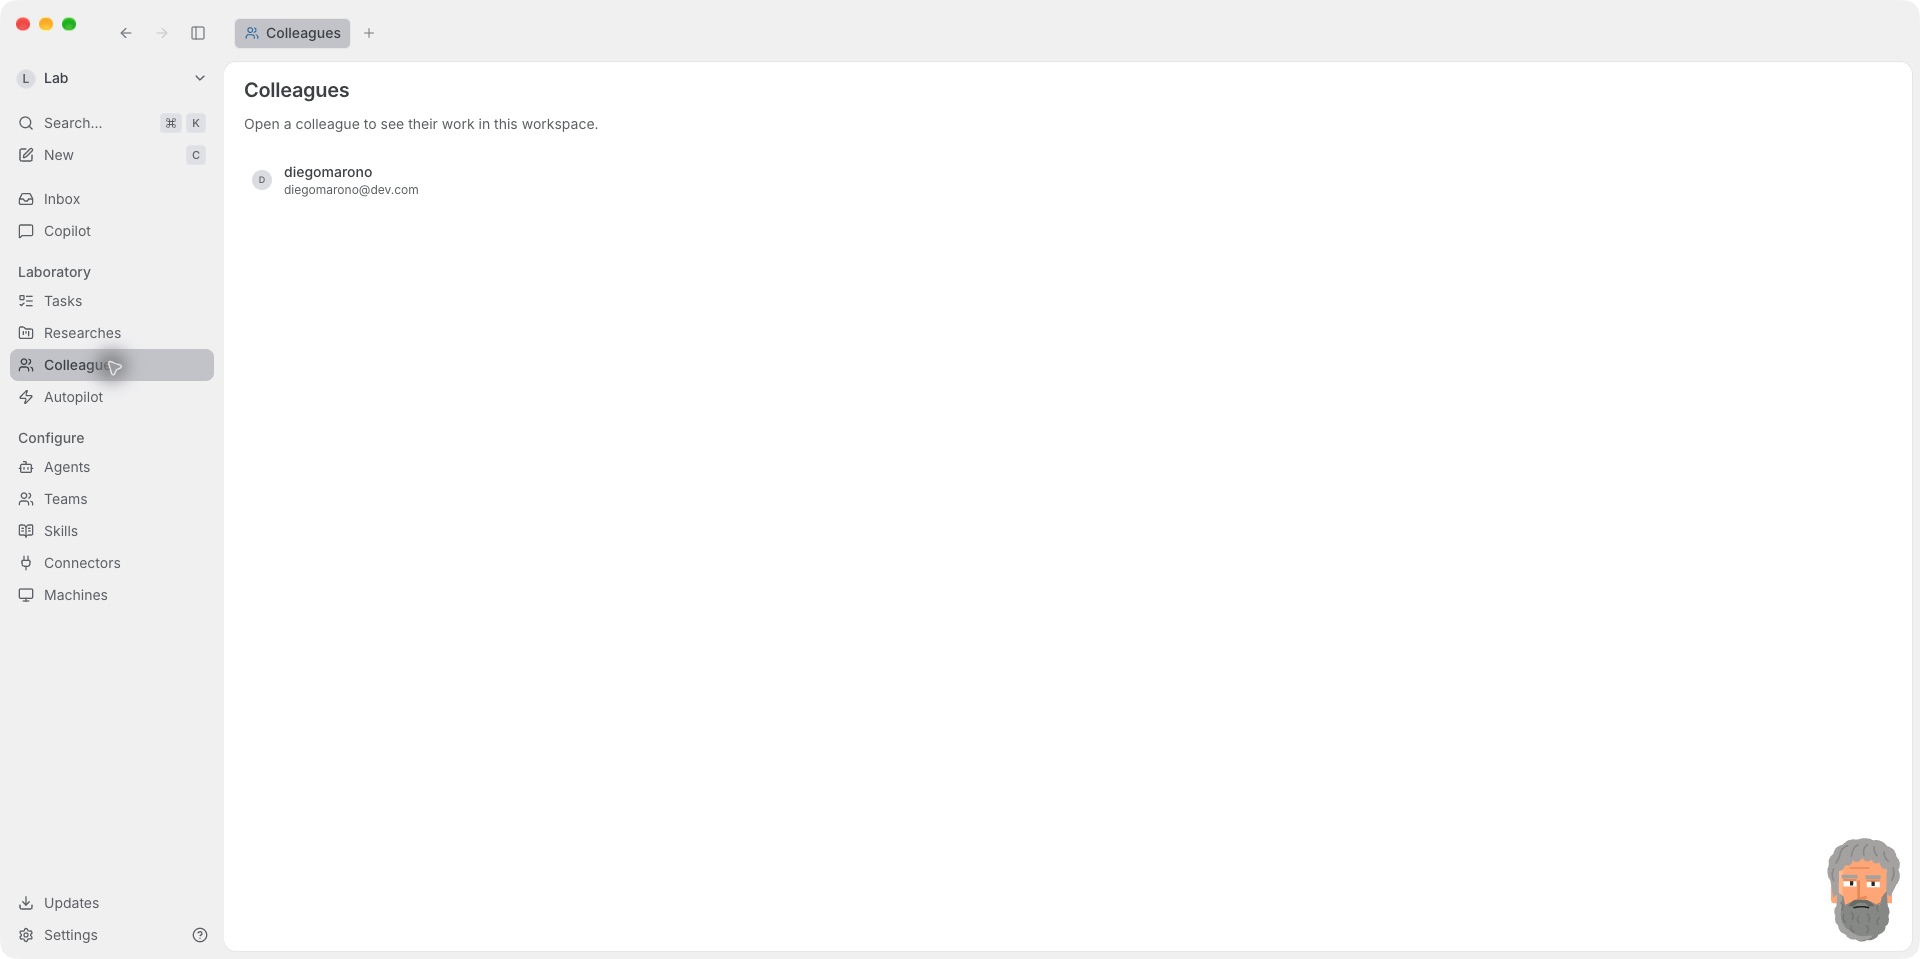 Colleagues
L Lab
Search... ⌘ K
New C
Inbox
Copilot
Laboratory
Tasks
Researches
Colleagues
Autopilot
Configure
Agents
Teams
Skills
Connectors
Machines
Updates
Settings
Colleagues
Open a colleague to see their work in this workspace.
D diegomarono
diegomarono@dev.com